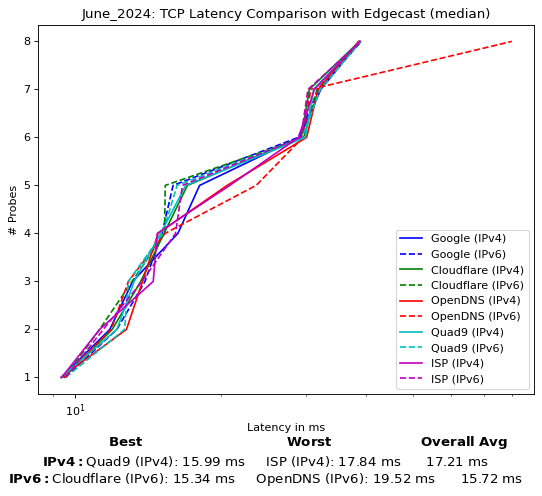 June_2024: TCP Latency Comparison with Edgecast (median)
8
7
6
5
4
3
2
1
# Probes
Google (IPv4)
Google (IPv6)
Cloudflare (IPv4)
Cloudflare (IPv6)
OpenDNS (IPv4)
OpenDNS (IPv6)
Quad9 (IPv4)
Quad9 (IPv6)
ISP (IPv4)
ISP (IPv6)
10¹
Latency in ms
Best Worst Overall Avg
IPv4: Quad9 (IPv4): 15.99 ms ISP (IPv4): 17.84 ms 17.21 ms
IPv6: Cloudflare (IPv6): 15.34 ms OpenDNS (IPv6): 19.52 ms 15.72 ms